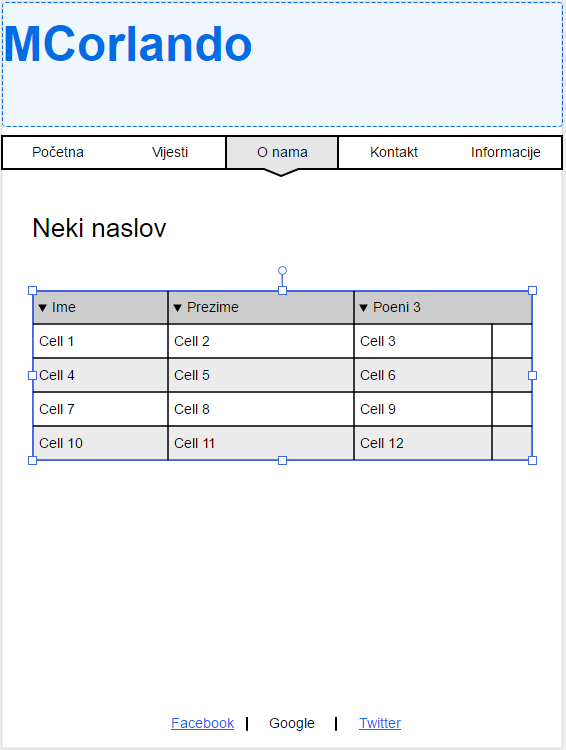 MCorlando
Početna Vijesti O nama Kontakt Informacije
Neki naslov
Ime Prezime Poeni 3
Cell 1 Cell 2 Cell 3
Cell 4 Cell 5 Cell 6
Cell 7 Cell 8 Cell 9
Cell 10 Cell 11 Cell 12
Facebook Google Twitter